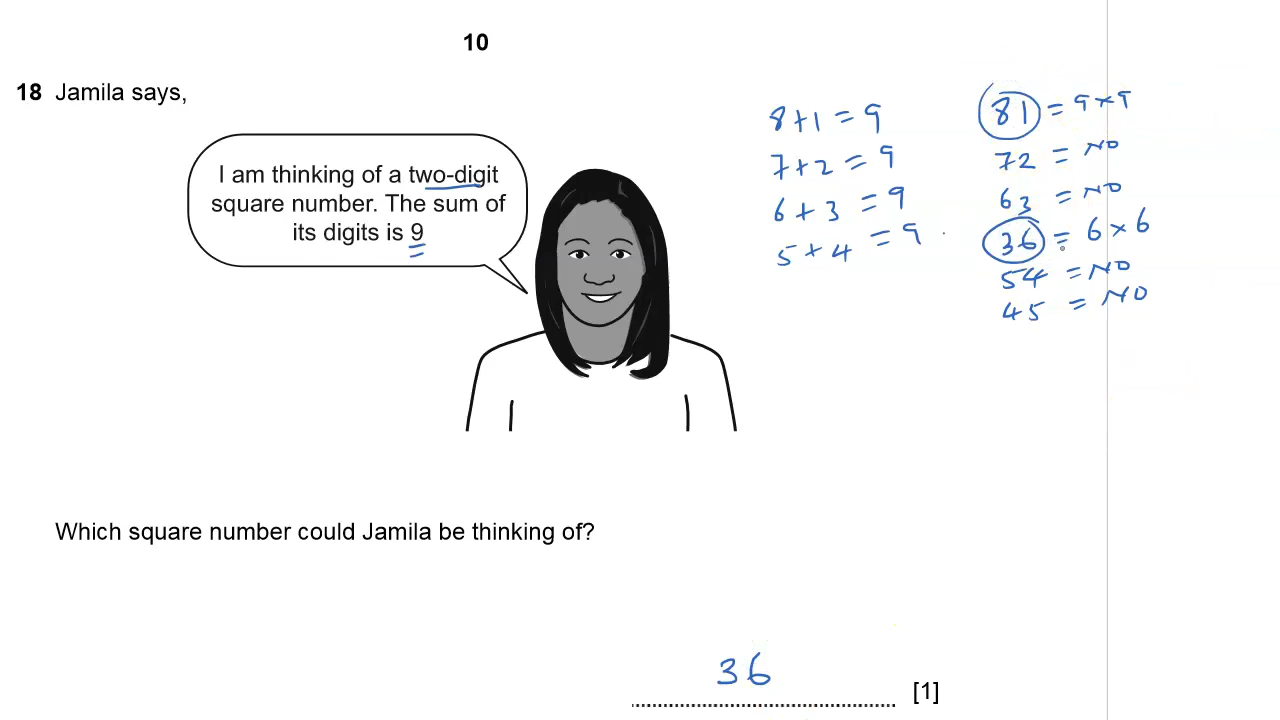 10
18 Jamila says,
I am thinking of a two-digit
square number. The sum of
its digits is 9
8+1=9
7+2=9
6+3=9
5+4=9
81=9×9
72=NO
63=NO
36=6×6
54=NO
45=NO
Which square number could Jamila be thinking of?
36
[1]